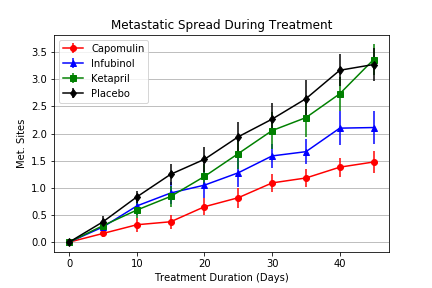 Metastatic Spread During Treatment
Met. Sites
3.5
3.0
2.5
2.0
1.5
1.0
0.5
0.0
Capomulin
Infubinol
Ketapril
Placebo
0
10
20
30
40
Treatment Duration (Days)